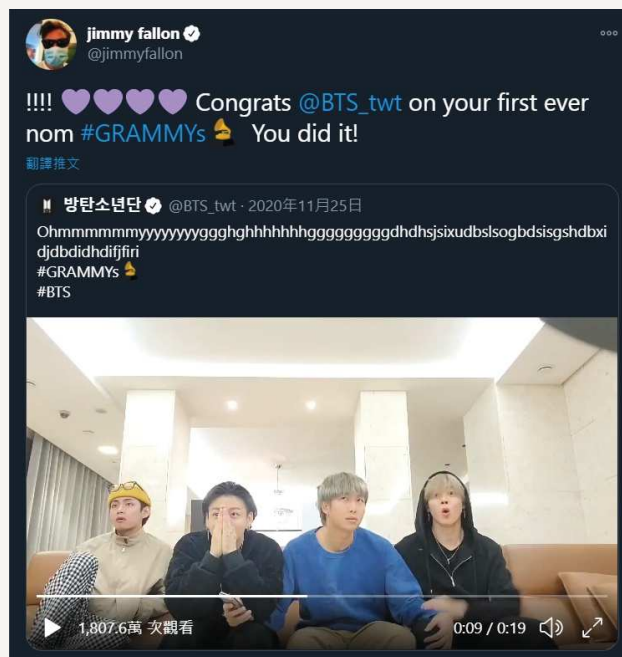 jimmy fallon
@jimmyfallon
!!!! 💜💜💜💜 Congrats @BTS_twt on your first ever
nom #GRAMMYs You did it!
翻譯推文
방탄소년단 @BTS_twt · 2020年11月25日
Ohmmmmmmyyyyyyyyggghghhhhhhhggggggggggdhdhsjsixudbslsogbdsisgshdbxi
djdbdidhdifjfiri
#GRAMMYs
#BTS
1,807.6萬 次觀看
0:09 / 0:19